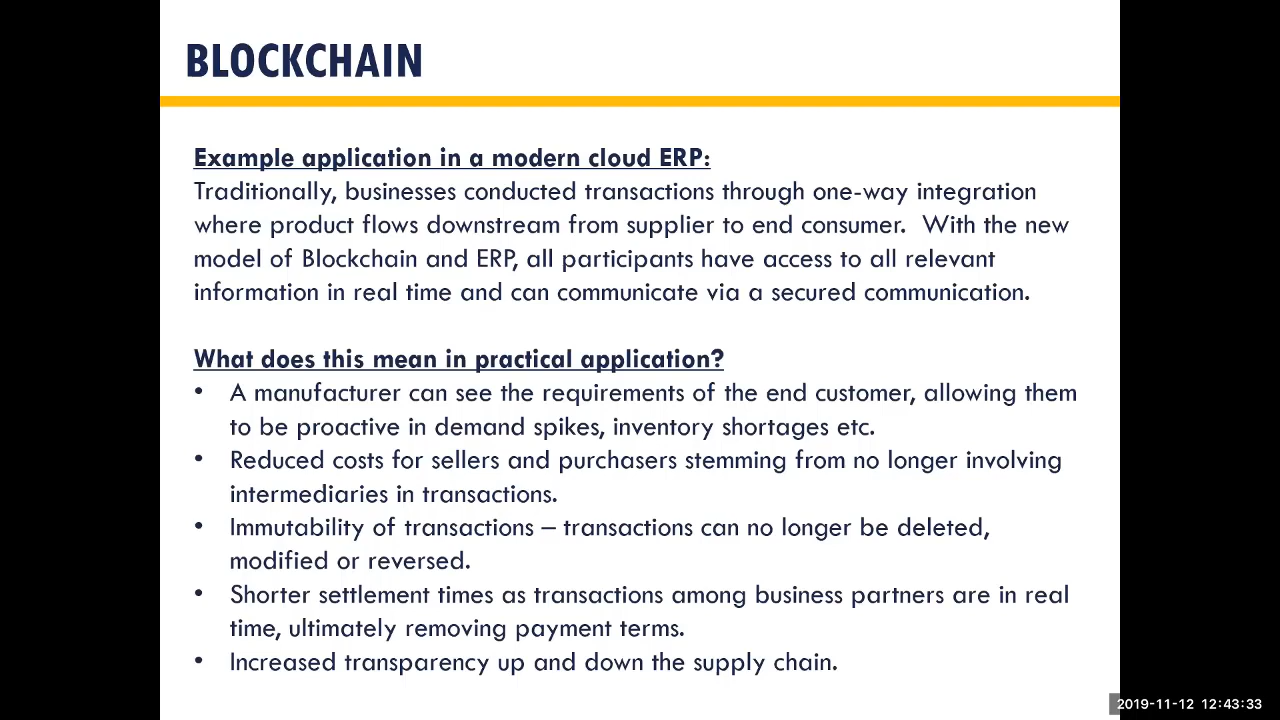 BLOCKCHAIN
Example application in a modern cloud ERP:
Traditionally, businesses conducted transactions through one-way integration
where product flows downstream from supplier to end consumer.  With the new
model of Blockchain and ERP, all participants have access to all relevant
information in real time and can communicate via a secured communication.
What does this mean in practical application?
• A manufacturer can see the requirements of the end customer, allowing them
to be proactive in demand spikes, inventory shortages etc.
• Reduced costs for sellers and purchasers stemming from no longer involving
intermediaries in transactions.
• Immutability of transactions – transactions can no longer be deleted,
modified or reversed.
• Shorter settlement times as transactions among business partners are in real
time, ultimately removing payment terms.
• Increased transparency up and down the supply chain.
2019-11-12 12:43:33